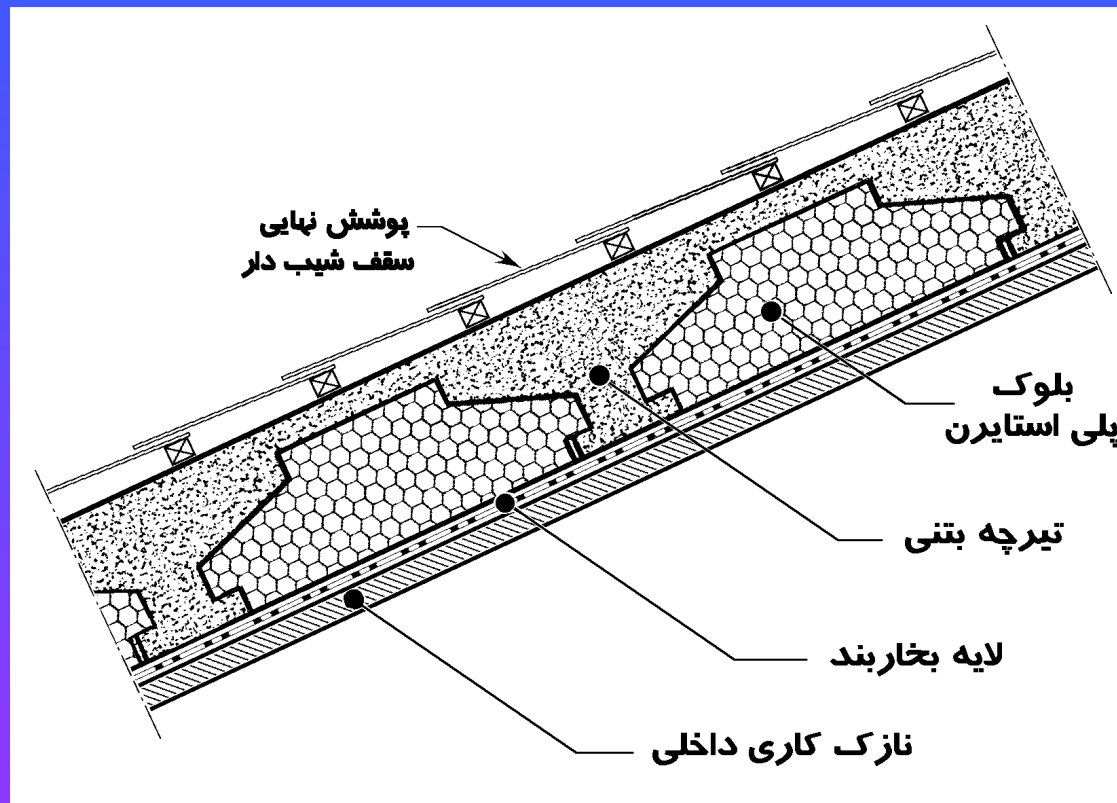 پوشش نهایی
سقف شیب دار
بلوک
پلی استایرن
تیرچه بتنی
لایه بخاربند
نازک کاری داخلی